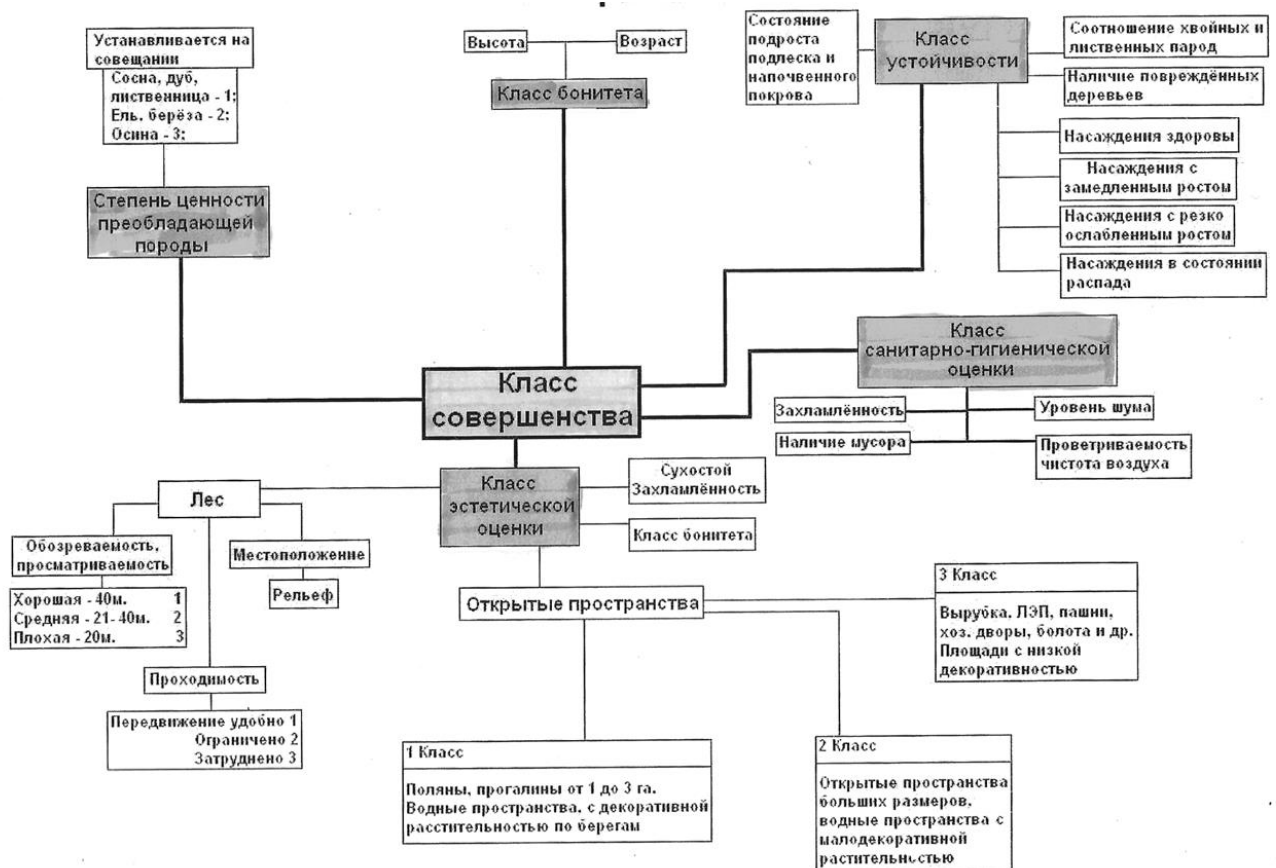 Устанавливается на
совещании
Сосна, дуб,
лиственница - 1;
Ель. берёза - 2;
Осина - 3;
Степень ценности
преобладающей
породы
Высота
Возраст
Класс бонитета
Состояние
подроста
подлеска и
напочвенного
покрова
Класс
устойчивости
Соотношение хвойных и
лиственных парод
Наличие повреждённых
деревьев
Насаждения здоровы
Насаждения с
замедленным ростом
Насаждения с резко
ослабленным ростом
Насаждения в состоянии
распада
Класс
санитарно-гигиенической
оценки
Захламлённость
Уровень шума
Наличие мусора
Проветриваемость
чистота воздуха
Класс
совершенства
Класс
эстетической
оценки
Сухостой
Захламлённость
Класс бонитета
Лес
Обозреваемость,
просматриваемость
Хорошая - 40м. 1
Средняя - 21- 40м. 2
Плохая - 20м. 3
Местоположение
Рельеф
Проходимость
Передвижение удобно 1
Ограничено 2
Затруднено 3
Открытые пространства
1 Класс
Поляны, прогалины от 1 до 3 га.
Водные пространства. с декоративной
расстительностью по берегам
2 Класс
Открытые пространства
больших размеров,
водные пространства с
малодекоративной
растительностью
3 Класс
Вырубка. ЛЭП, пашни,
хоз. дворы, болота и др.
Площади с низкой
декоративностью